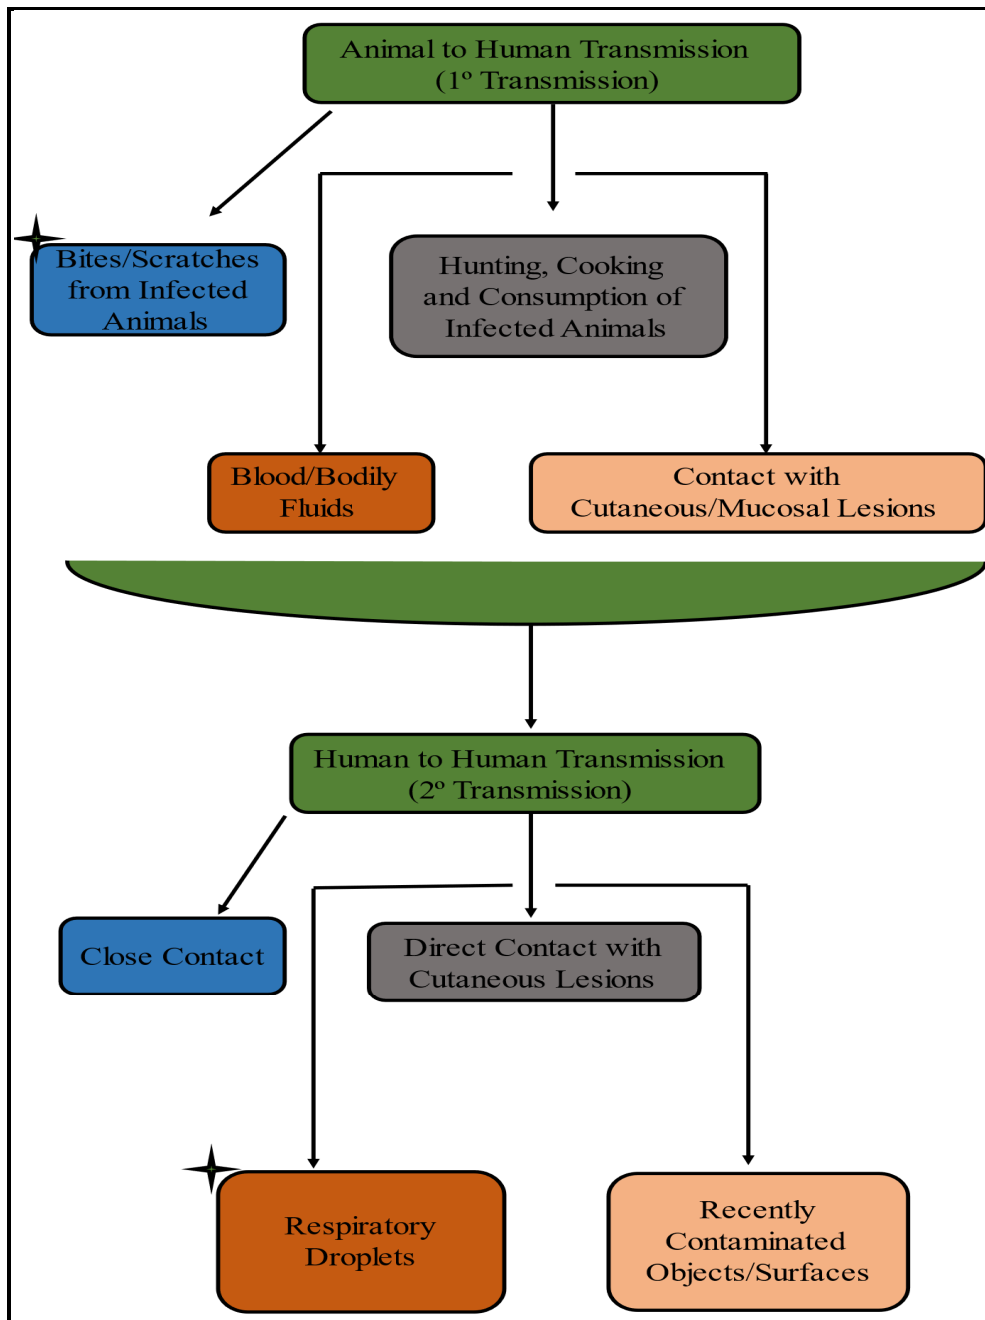 Animal to Human Transmission
(1º Transmission)
Bites/Scratches
from Infected
Animals
Hunting, Cooking
and Consumption of
Infected Animals
Blood/Bodily
Fluids
Contact with
Cutaneous/Mucosal Lesions
Human to Human Transmission
(2º Transmission)
Close Contact
Direct Contact with
Cutaneous Lesions
Respiratory
Droplets
Recently
Contaminated
Objects/Surfaces